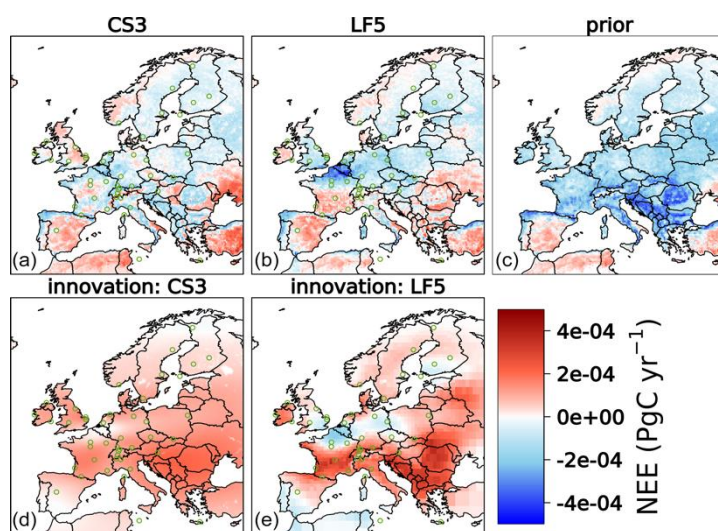 CS3 LF5 prior
(a) (b) (c)
innovation: CS3 innovation: LF5
4e-04
2e-04
0e+00
-2e-04
-4e-04
NEE (PgC yr⁻¹)
(d) (e)